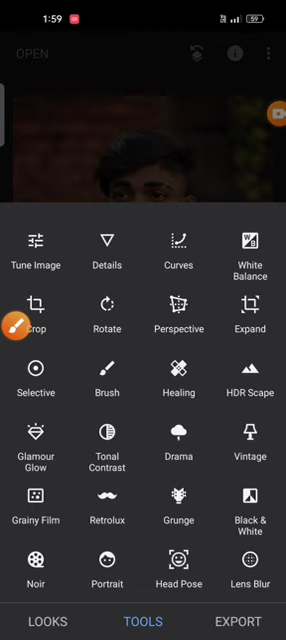 1:59
59
OPEN
Tune Image
Details
Curves
WB
White
Balance
Crop
Rotate
Perspective
Expand
Selective
Brush
Healing
HDR Scape
Glamour
Glow
Tonal
Contrast
Drama
Vintage
Grainy Film
Retrolux
Grunge
Black &
White
Noir
Portrait
Head Pose
Lens Blur
LOOKS
TOOLS
EXPORT